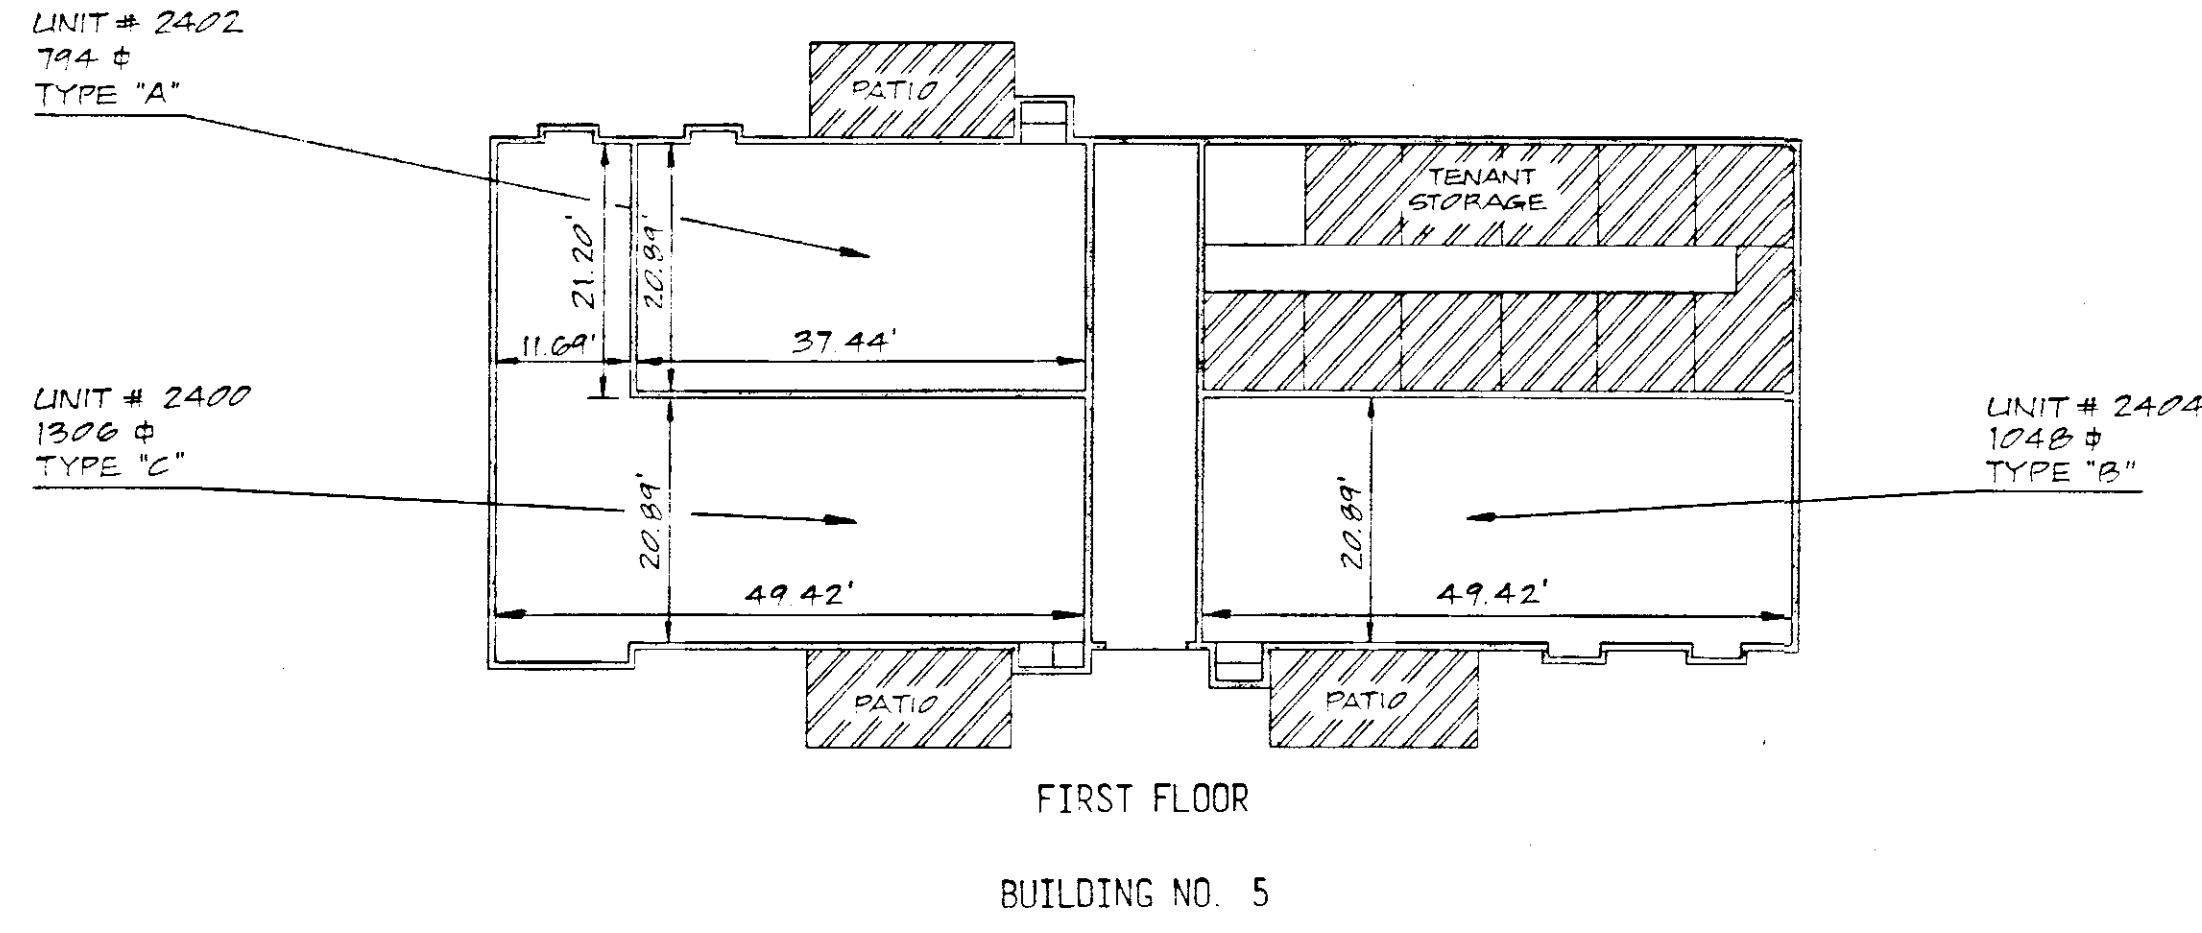 UNIT # 2402
794 ⏍
TYPE "A"
PATIO
TENANT
STORAGE
21.20'
20.89'
11.69'
37.44'
UNIT # 2400
1306 ⏍
TYPE "C"
UNIT # 2404
1048 ⏍
TYPE "B"
20.89'
20.89'
49.42'
49.42'
PATIO
PATIO
FIRST FLOOR
BUILDING NO. 5